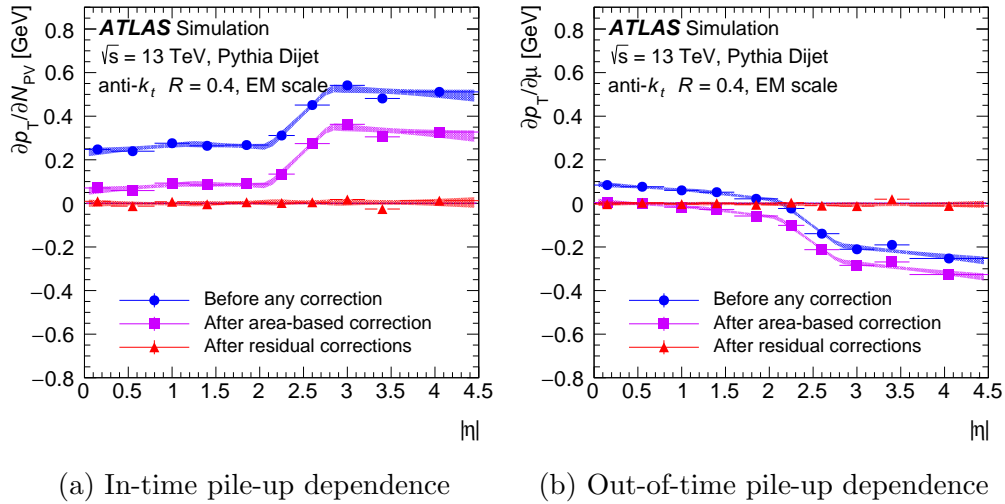 ∂p_T/∂N_PV [GeV]
ATLAS Simulation
√s = 13 TeV, Pythia Dijet
anti-k_t R = 0.4, EM scale
0.8
0.6
0.4
0.2
0
−0.2
−0.4
−0.6
−0.8
Before any correction
After area-based correction
After residual corrections
0 0.5 1 1.5 2 2.5 3 3.5 4 4.5
|η|
(a) In-time pile-up dependence
∂p_T/∂μ [GeV]
ATLAS Simulation
√s = 13 TeV, Pythia Dijet
anti-k_t R = 0.4, EM scale
0.8
0.6
0.4
0.2
0
−0.2
−0.4
−0.6
−0.8
Before any correction
After area-based correction
After residual corrections
0 0.5 1 1.5 2 2.5 3 3.5 4 4.5
|η|
(b) Out-of-time pile-up dependence